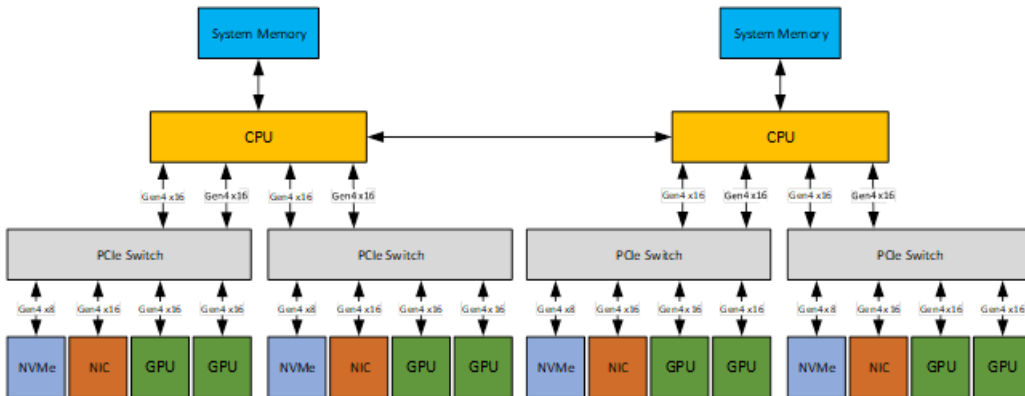 System Memory
System Memory
CPU
CPU
Gen4 x16
Gen4 x16
Gen4 x16
Gen4 x16
Gen4 x16
Gen4 x16
Gen4 x16
Gen4 x16
PCIe Switch
PCIe Switch
PCIe Switch
PCIe Switch
Gen4 x8
Gen4 x16
Gen4 x16
Gen4 x16
Gen4 x8
Gen4 x16
Gen4 x16
Gen4 x16
Gen4 x8
Gen4 x16
Gen4 x16
Gen4 x16
Gen4 x8
Gen4 x16
Gen4 x16
Gen4 x16
NVMe
NIC
GPU
GPU
NVMe
NIC
GPU
GPU
NVMe
NIC
GPU
GPU
NVMe
NIC
GPU
GPU